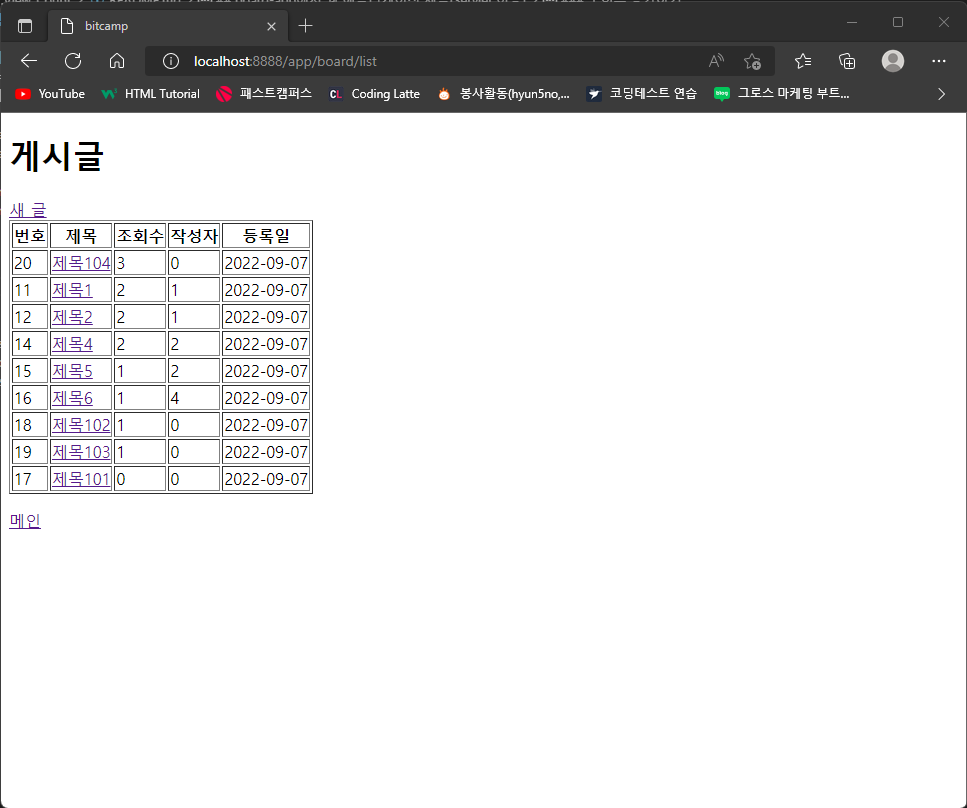 bitcamp
localhost:8888/app/board/list
YouTube HTML Tutorial 패스트캠퍼스 CL Coding Latte 봉사활동(hyun5no,... 코딩테스트 연습 blog 그로스 마케팅 부트...
게시글
새 글
번호 제목 조회수 작성자 등록일
20 제목104 3 0 2022-09-07
11 제목1 2 1 2022-09-07
12 제목2 2 1 2022-09-07
14 제목4 2 2 2022-09-07
15 제목5 1 2 2022-09-07
16 제목6 1 4 2022-09-07
18 제목102 1 0 2022-09-07
19 제목103 1 0 2022-09-07
17 제목101 0 0 2022-09-07
메인